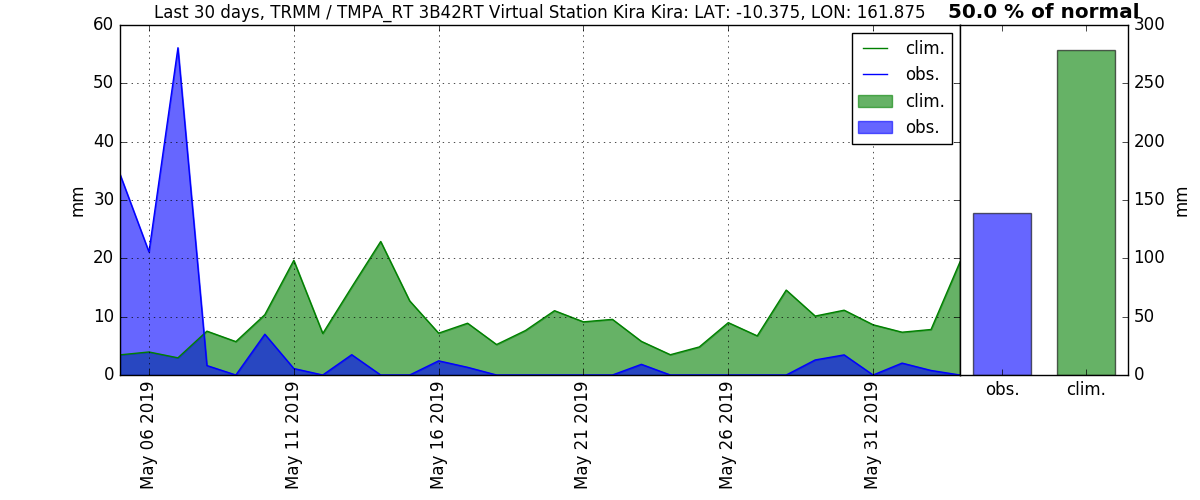 Last 30 days, TRMM / TMPA_RT 3B42RT Virtual Station Kira Kira: LAT: -10.375, LON: 161.875
50.0 % of normal
60
50
40
30
20
10
0
mm
clim.
obs.
clim.
obs.
May 06 2019
May 11 2019
May 16 2019
May 21 2019
May 26 2019
May 31 2019
300
250
200
150
100
50
0
mm
obs.
clim.